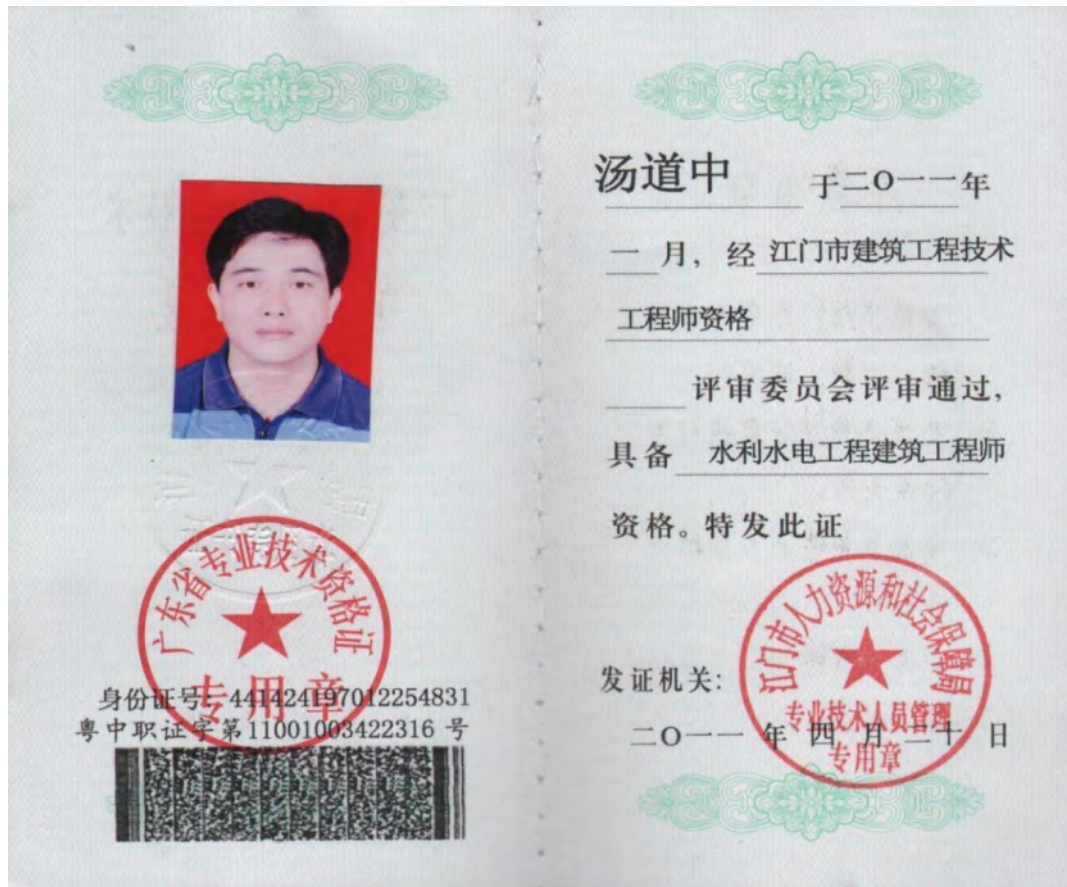 广东省专业技术资格证
专用章
身份证号：441424197012254831
粤中职证字第11001003422316 号
汤道中 于二〇一一年
一月，经江门市建筑工程技术
工程师资格
评审委员会评审通过，
具备 水利水电工程建筑工程师
资格。特发此证
江门市人力资源和社会保障局
发证机关：
专业技术人员管理
二〇一一年四月二十日
专用章